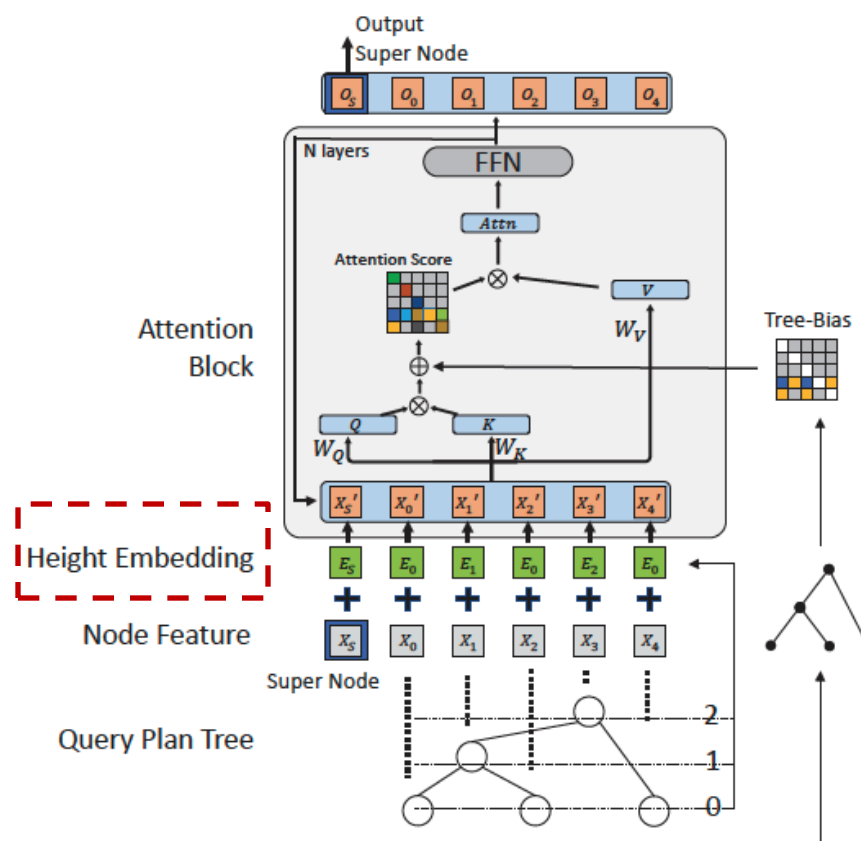 Output
Super Node
O_S O_0 O_1 O_2 O_3 O_4
N layers
FFN
Attn
Attention Score
V
Attention
Block
W_V
Tree-Bias
Q K
W_Q W_K
X_S' X_0' X_1' X_2' X_3' X_4'
Height Embedding
E_S E_0 E_1 E_0 E_2 E_0
Node Feature
X_S X_0 X_1 X_2 X_3 X_4
Super Node
Query Plan Tree
2
1
0